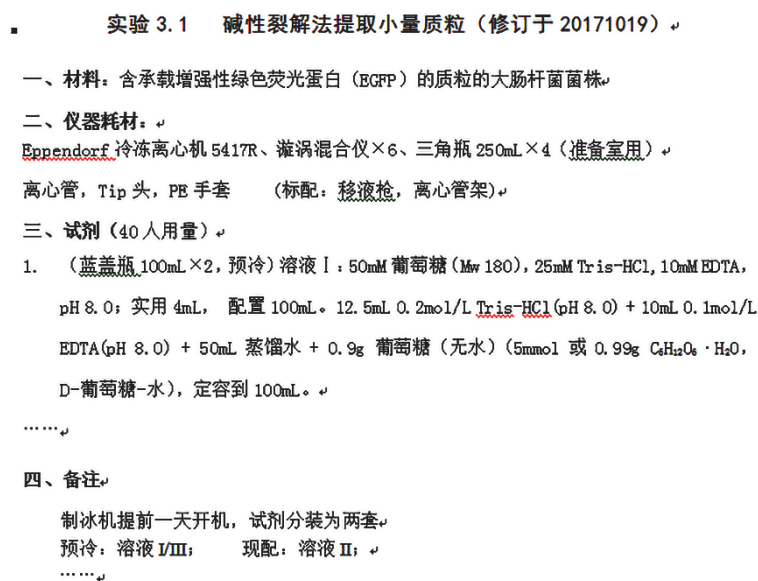 实验 3.1 碱性裂解法提取小量质粒（修订于 20171019）
一、材料：含承载增强性绿色荧光蛋白（EGFP）的质粒的大肠杆菌菌株
二、仪器耗材：
Eppendorf 冷冻离心机 5417R、漩涡混合仪×6、三角瓶 250mL×4（准备室用）
离心管，Tip 头，PE 手套 (标配：移液枪，离心管架)
三、试剂（40 人用量）
1. （蓝盖瓶 100mL×2，预冷）溶液Ⅰ：50mM 葡萄糖(Mw 180)，25mM Tris-HCl, 10mM EDTA，
pH 8.0；实用 4mL， 配置 100mL。12.5mL 0.2mol/L Tris-HCl(pH 8.0) + 10mL 0.1mol/L
EDTA(pH 8.0) + 50mL 蒸馏水 + 0.9g 葡萄糖（无水）(5mmol 或 0.99g C₆H₁₂O₆·H₂O，
D-葡萄糖-水)，定容到 100mL。
……
四、备注
制冰机提前一天开机，试剂分装为两套
预冷：溶液 I/III； 现配：溶液 II；
……